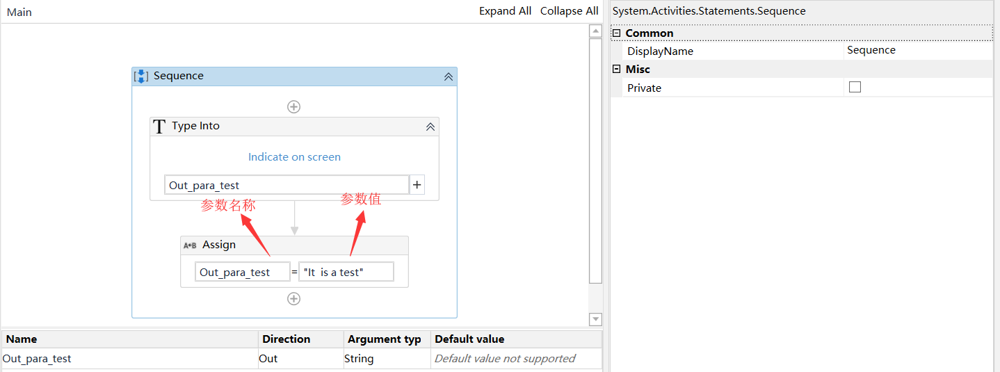 Main
Expand All Collapse All
Sequence
Type Into
Indicate on screen
Out_para_test
参数名称
参数值
Assign
Out_para_test = "It  is a test"
Name Direction Argument typ Default value
Out_para_test Out String Default value not supported
System.Activities.Statements.Sequence
Common
DisplayName Sequence
Misc
Private